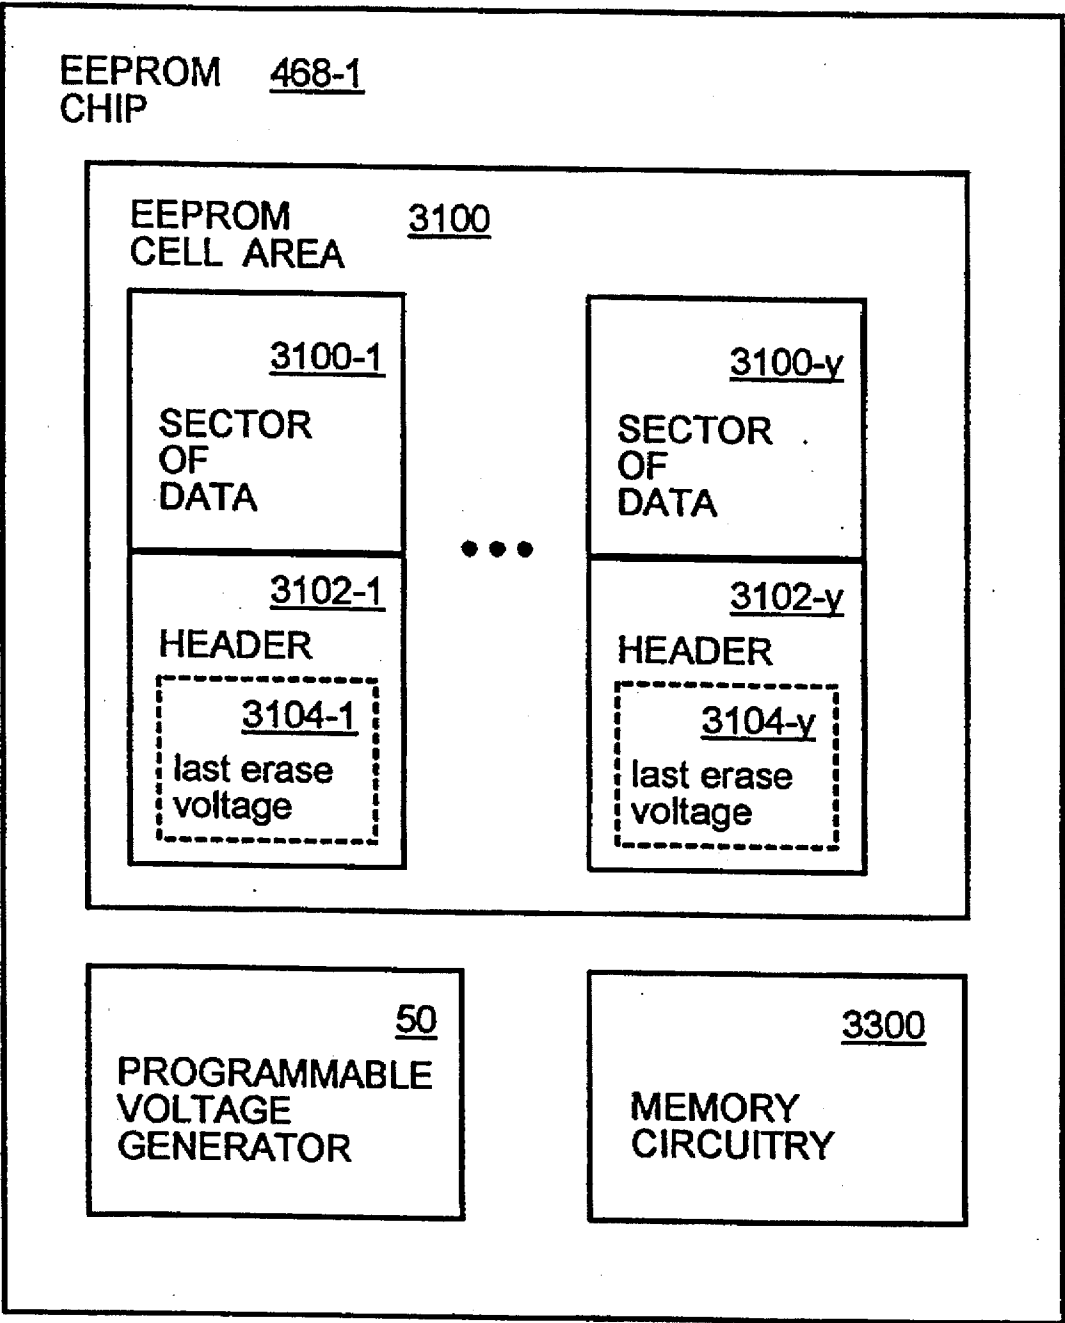 EEPROM 468-1
CHIP
EEPROM 3100
CELL AREA
3100-1
SECTOR
OF
DATA
3102-1
HEADER
3104-1
last erase
voltage
3100-y
SECTOR
OF
DATA
3102-y
HEADER
3104-y
last erase
voltage
50
PROGRAMMABLE
VOLTAGE
GENERATOR
3300
MEMORY
CIRCUITRY